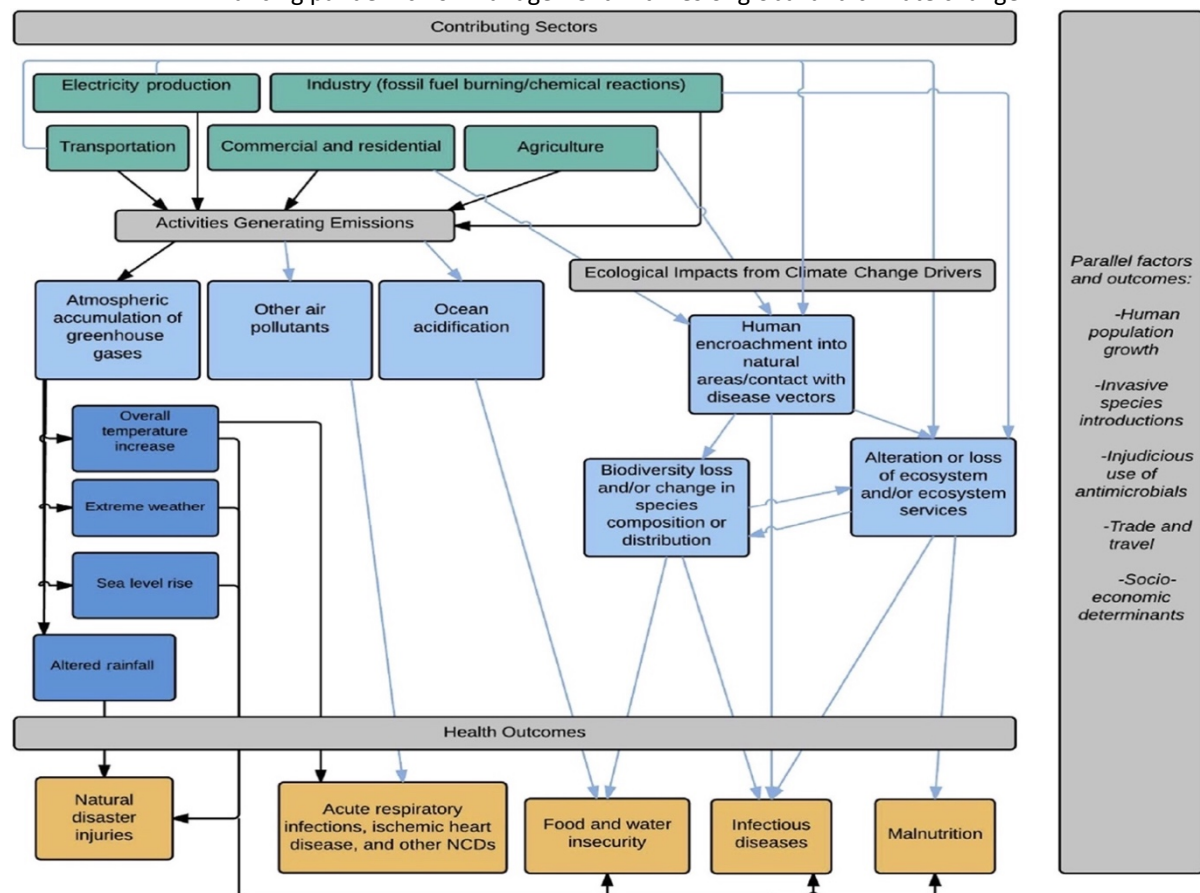 Contributing Sectors
Electricity production
Industry (fossil fuel burning/chemical reactions)
Transportation
Commercial and residential
Agriculture
Activities Generating Emissions
Ecological Impacts from Climate Change Drivers
Atmospheric
accumulation of
greenhouse
gases
Other air
pollutants
Ocean
acidification
Human
encroachment into
natural
areas/contact with
disease vectors
Overall
temperature
increase
Extreme weather
Sea level rise
Altered rainfall
Biodiversity loss
and/or change in
species
composition or
distribution
Alteration or loss
of ecosystem
and/or ecosystem
services
Health Outcomes
Natural
disaster
injuries
Acute respiratory
infections, ischemic heart
disease, and other NCDs
Food and water
insecurity
Infectious
diseases
Malnutrition
Parallel factors
and outcomes:
-Human
population
growth
-Invasive
species
introductions
-Injudicious
use of
antimicrobials
-Trade and
travel
-Socio-
economic
determinants